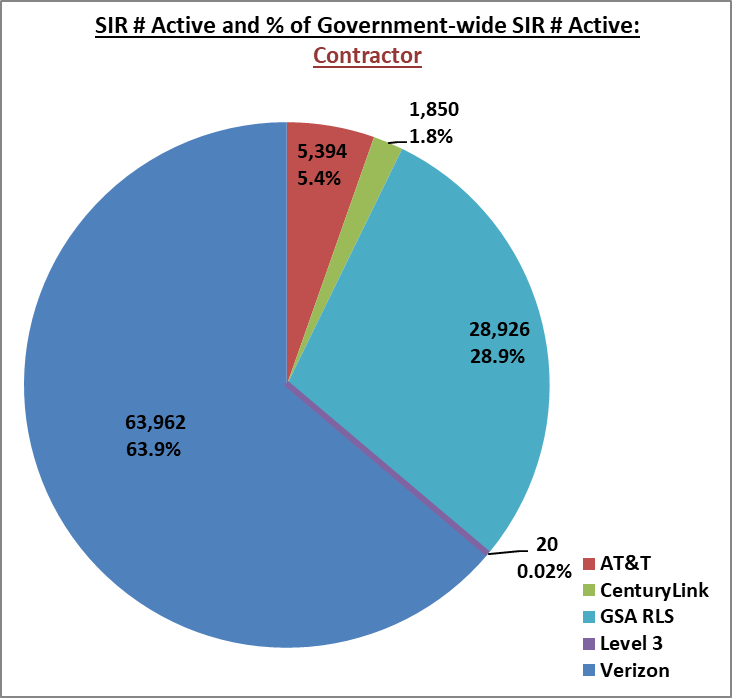 SIR # Active and % of Government-wide SIR # Active:
Contractor
1,850
1.8%
5,394
5.4%
28,926
28.9%
63,962
63.9%
20
0.02%
AT&T
CenturyLink
GSA RLS
Level 3
Verizon